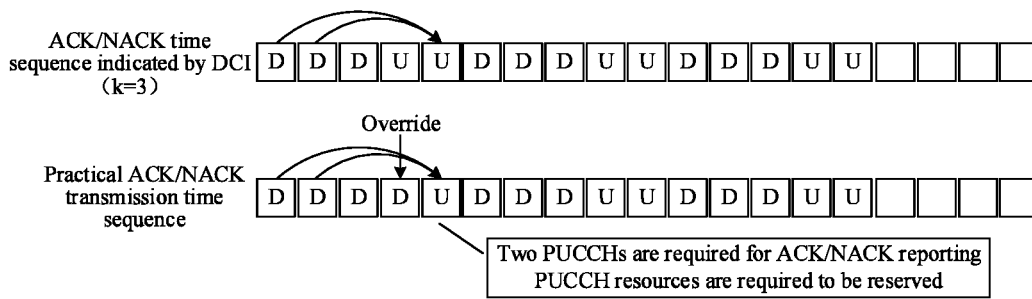 ACK/NACK time
sequence indicated by DCI
（k=3）
D D D U U D D D U U D D D U U
Override
Practical ACK/NACK
transmission time
sequence
D D D D U D D D U U D D D U U
Two PUCCHs are required for ACK/NACK reporting
PUCCH resources are required to be reserved